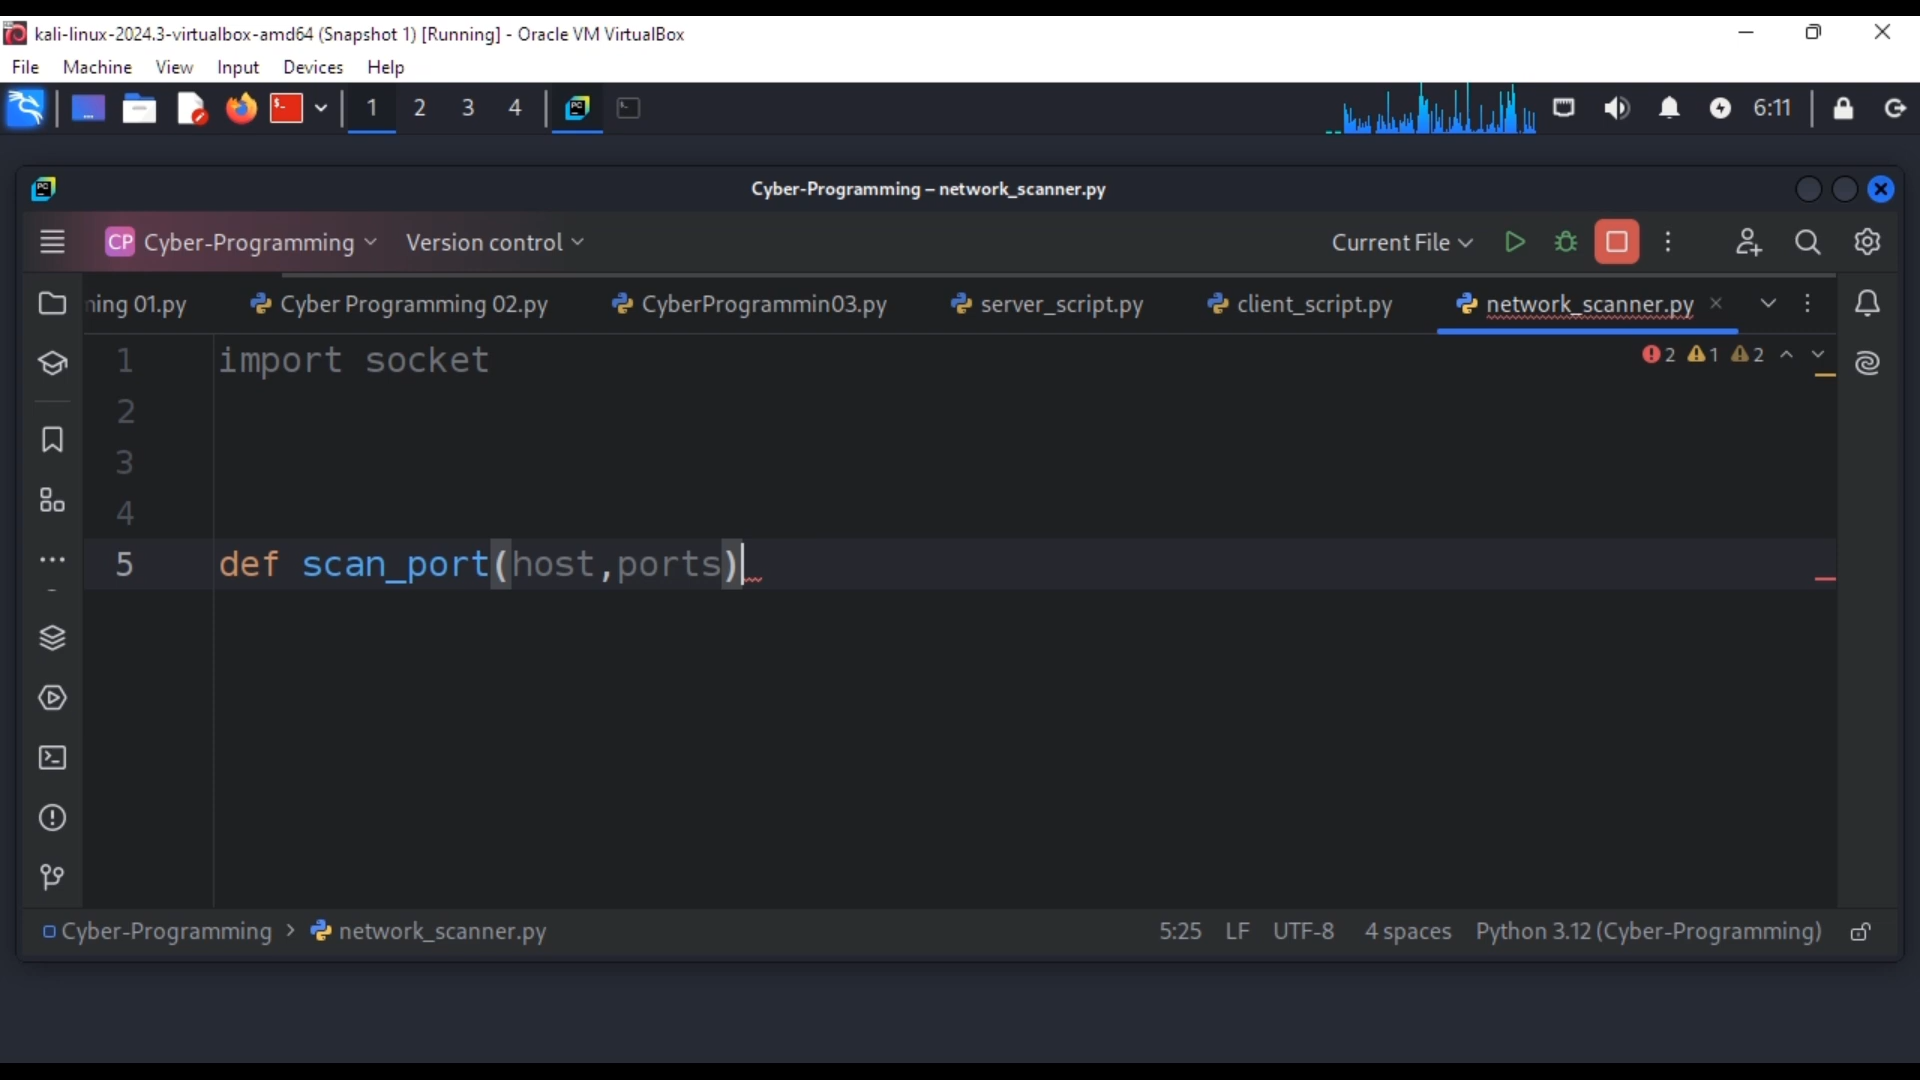 kali-linux-2024.3-virtualbox-amd64 (Snapshot 1) [Running] - Oracle VM VirtualBox
File Machine View Input Devices Help
1 2 3 4 6:11
Cyber-Programming – network_scanner.py
CP Cyber-Programming Version control Current File
ning 01.py Cyber Programming 02.py CyberProgrammin03.py server_script.py client_script.py network_scanner.py
1 import socket 2 1 2
2
3
4
5 def scan_port(host,ports)
Cyber-Programming > network_scanner.py 5:25 LF UTF-8 4 spaces Python 3.12 (Cyber-Programming)